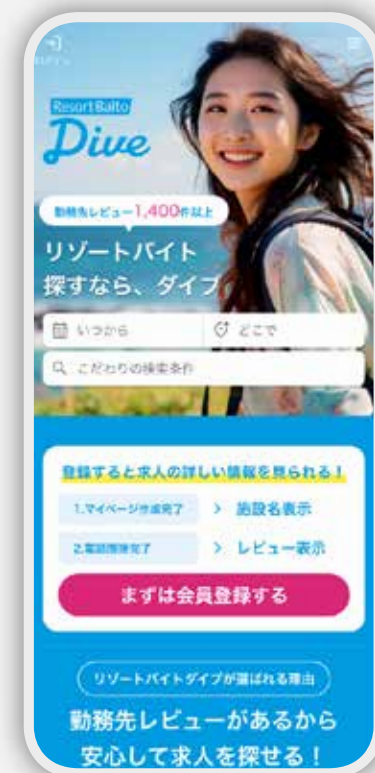 ログイン
Resort Baito
Dive
勤務先レビュー1,400件以上
リゾートバイト
探すなら、ダイブ
いつから
どこで
こだわりの検索条件
登録すると求人の詳しい情報を見られる！
1.マイページ作成完了 > 施設名表示
2.電話面談完了 > レビュー表示
まずは会員登録する
リゾートバイトダイブが選ばれる理由
勤務先レビューがあるから
安心して求人を探せる！